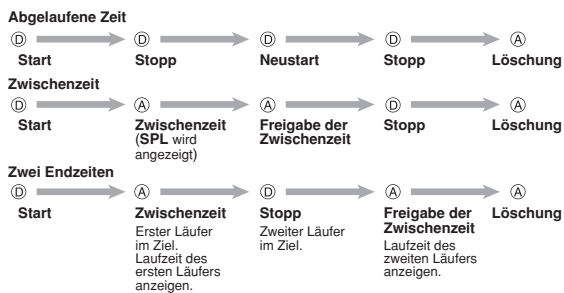 Abgelaufene Zeit
Ⓓ Ⓓ Ⓓ Ⓓ Ⓐ
Start Stopp Neustart Stopp Löschung
Zwischenzeit
Ⓓ Ⓐ Ⓐ Ⓓ Ⓐ
Start Zwischenzeit Freigabe der Stopp Löschung
(SPL wird Zwischenzeit
angezeigt)
Zwei Endzeiten
Ⓓ Ⓐ Ⓓ Ⓐ Ⓐ
Start Zwischenzeit Stopp Freigabe der Löschung
Zwischenzeit
Erster Läufer Zweiter Läufer Laufzeit des
im Ziel. im Ziel. zweiten Läufers
Laufzeit des anzeigen.
ersten Läufers
anzeigen.